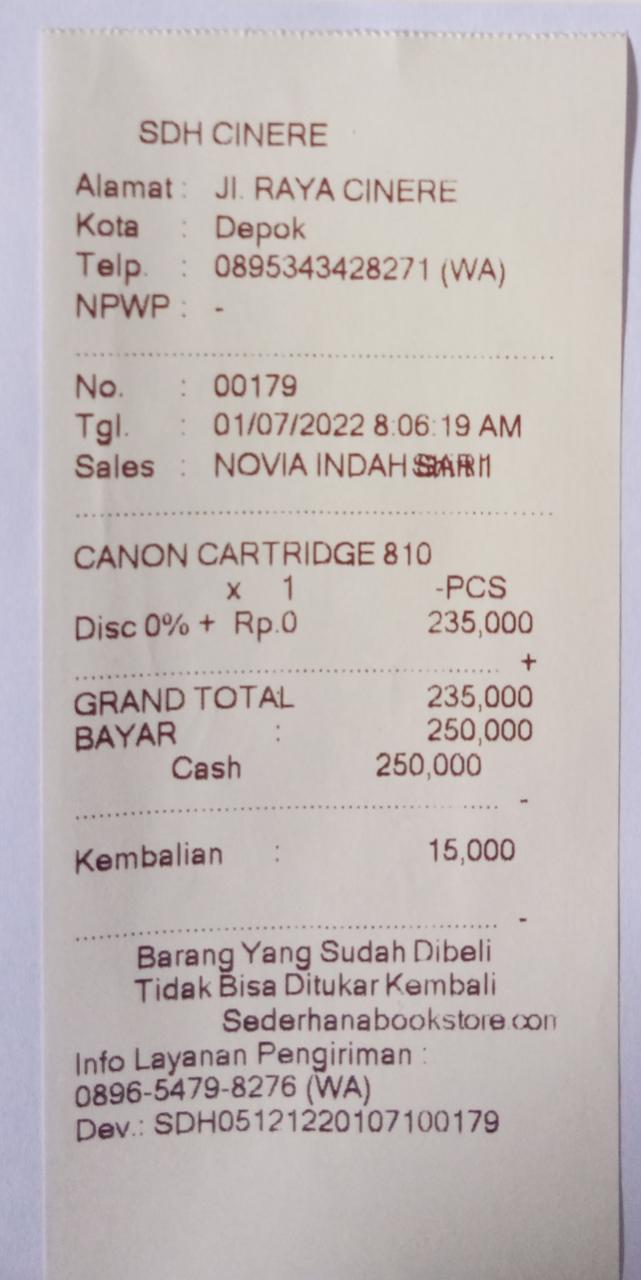 SDH CINERE
Alamat : Jl. RAYA CINERE
Kota : Depok
Telp. : 0895343428271 (WA)
NPWP : -
No. : 00179
Tgl. : 01/07/2022 8:06:19 AM
Sales : NOVIA INDAH
CANON CARTRIDGE 810
x 1 -PCS
Disc 0% + Rp.0 235,000
+
GRAND TOTAL 235,000
BAYAR : 250,000
Cash 250,000
-
Kembalian : 15,000
-
Barang Yang Sudah Dibeli
Tidak Bisa Ditukar Kembali
Sederhanabookstore.com
Info Layanan Pengiriman :
0896-5479-8276 (WA)
Dev.: SDH05121220107100179